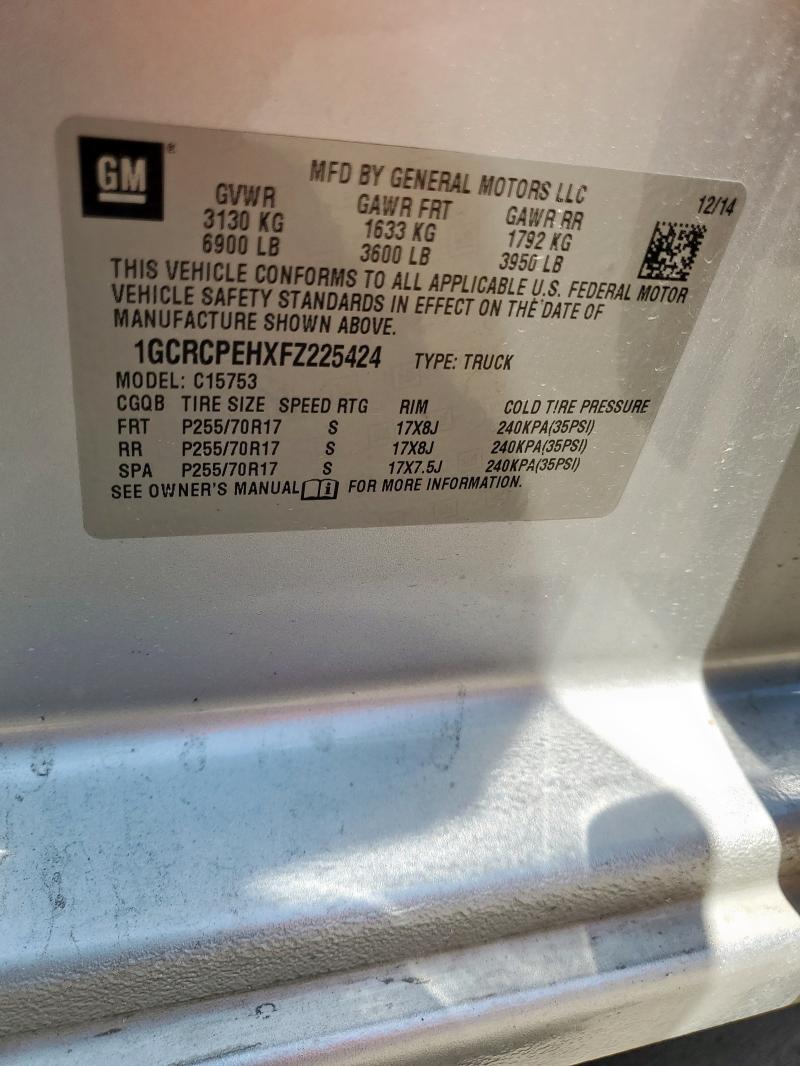 GM ®
MFD BY GENERAL MOTORS LLC
12/14
GVWR GAWR FRT GAWR RR
3130 KG 1633 KG 1792 KG
6900 LB 3600 LB 3950 LB
THIS VEHICLE CONFORMS TO ALL APPLICABLE U.S. FEDERAL MOTOR
VEHICLE SAFETY STANDARDS IN EFFECT ON THE DATE OF
MANUFACTURE SHOWN ABOVE.
1GCRCPEHXFZ225424 TYPE: TRUCK
MODEL: C15753
CGQB TIRE SIZE SPEED RTG RIM COLD TIRE PRESSURE
FRT P255/70R17 S 17X8J 240KPA(35PSI)
RR P255/70R17 S 17X8J 240KPA(35PSI)
SPA P255/70R17 S 17X7.5J 240KPA(35PSI)
SEE OWNER'S MANUAL FOR MORE INFORMATION.